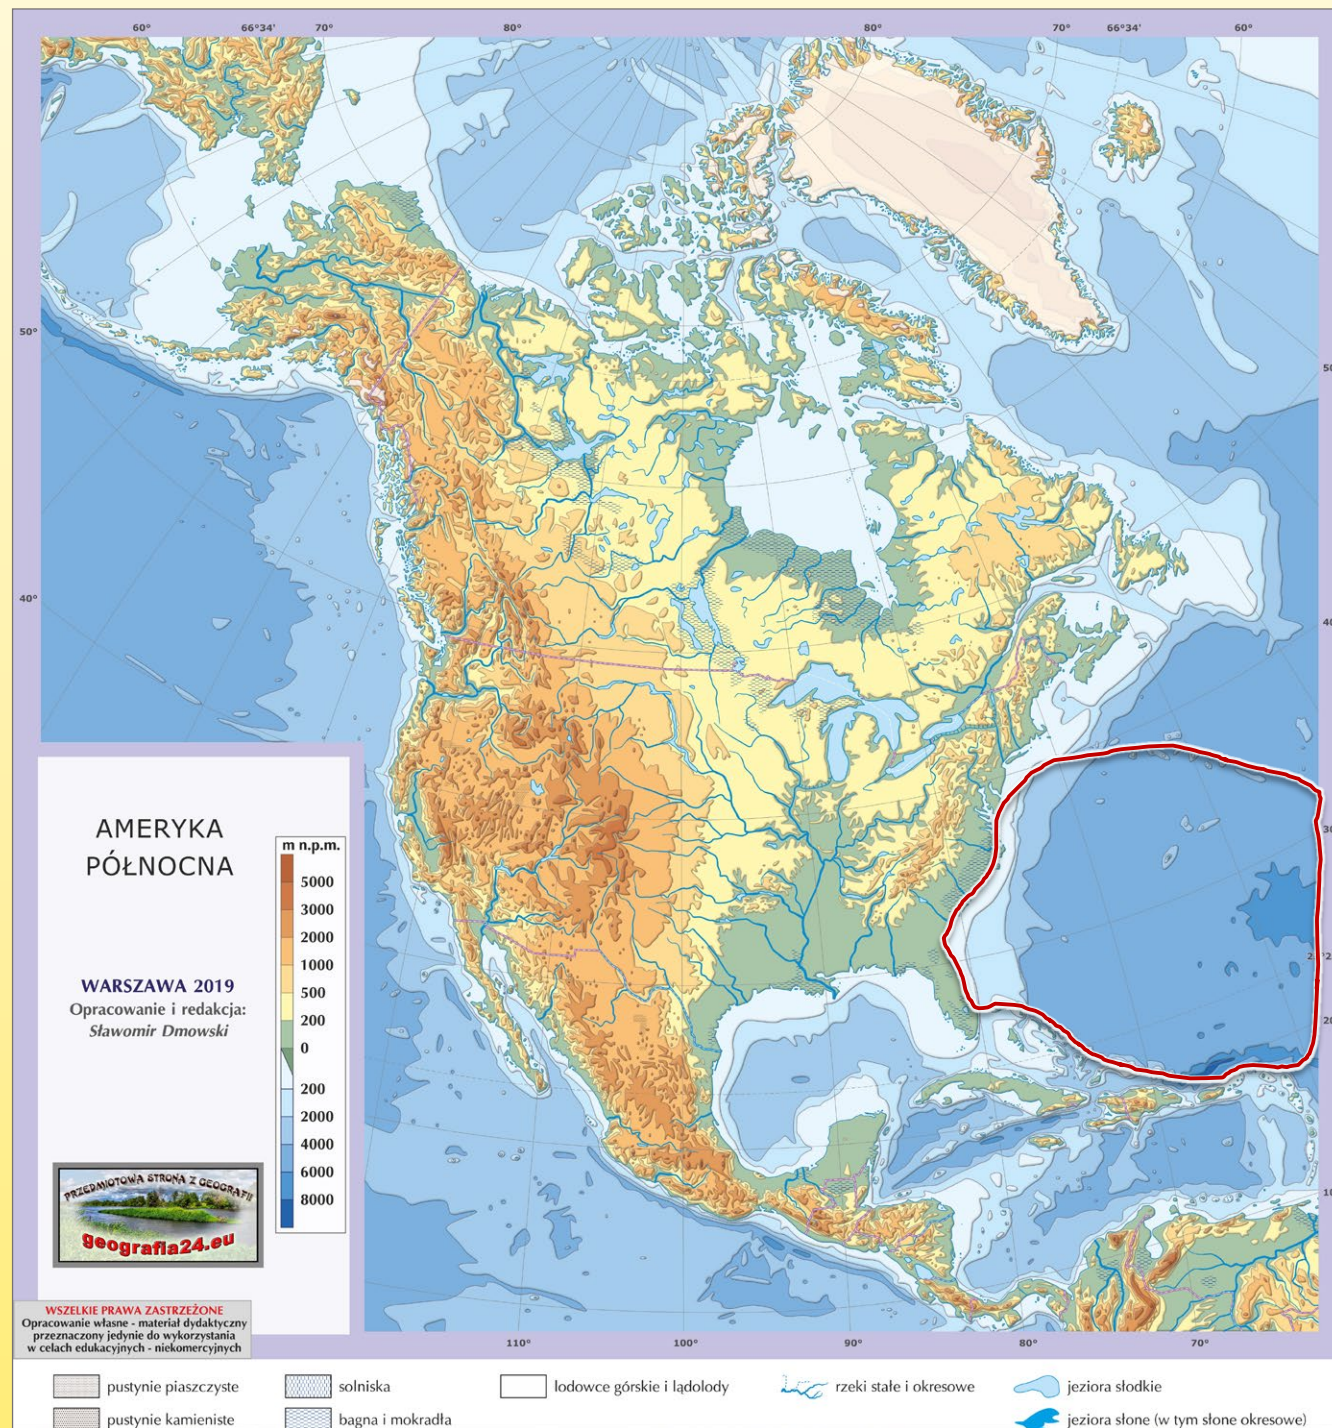 60°
66°34'
70°
80°
80°
70°
66°34'
60°
50°
40°
AMERYKA
PÓŁNOCNA
WARSZAWA 2019
Opracowanie i redakcja:
Sławomir Dmowski
m n.p.m.
5000
3000
2000
1000
500
200
0
200
2000
4000
6000
8000
PRZEDMIOTOWA STRONA Z GEOGRAFII
geografia24.eu
WSZELKIE PRAWA ZASTRZEŻONE
Opracowanie własne - materiał dydaktyczny
przeznaczony jedynie do wykorzystania
w celach edukacyjnych - niekomercyjnych
110°
100°
90°
80°
70°
pustynie piaszczyste
solniska
lodowce górskie i lądolody
rzeki stałe i okresowe
jeziora słodkie
pustynie kamieniste
bagna i mokradła
jeziora słone (w tym słone okresowe)